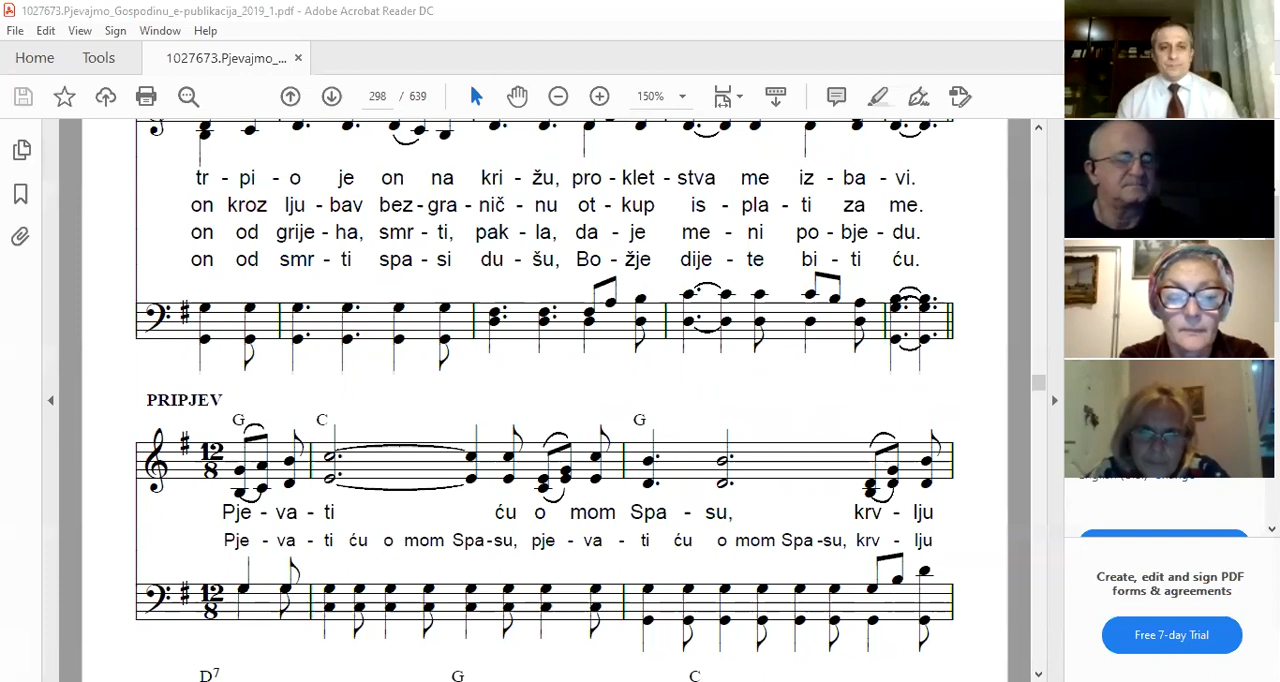 1027673.Pjevajmo_Gospodinu_e-publikacija_2019_1.pdf - Adobe Acrobat Reader DC
File Edit View Sign Window Help
Home Tools 1027673.Pjevajmo_... ×
298 / 639 150%
tr - pi - o je on na kri - žu, pro - klet - stva me iz - ba - vi.
on kroz lju - bav bez - gra - nič - nu ot - kup is - pla - ti za me.
on od grije - ha, smr - ti, pak - la, da - je me - ni po - bje - du.
on od smr - ti spa - si du - šu, Bo - žje dije - te bi - ti ću.
PRIPJEV
G C G
12 8
Pje - va - ti ću o mom Spa - su, krv - lju
Pje - va - ti ću o mom Spa - su, pje - va - ti ću o mom Spa - su, krv - lju
12 8
D7 G C
Create, edit and sign PDF
forms & agreements
Free 7-day Trial